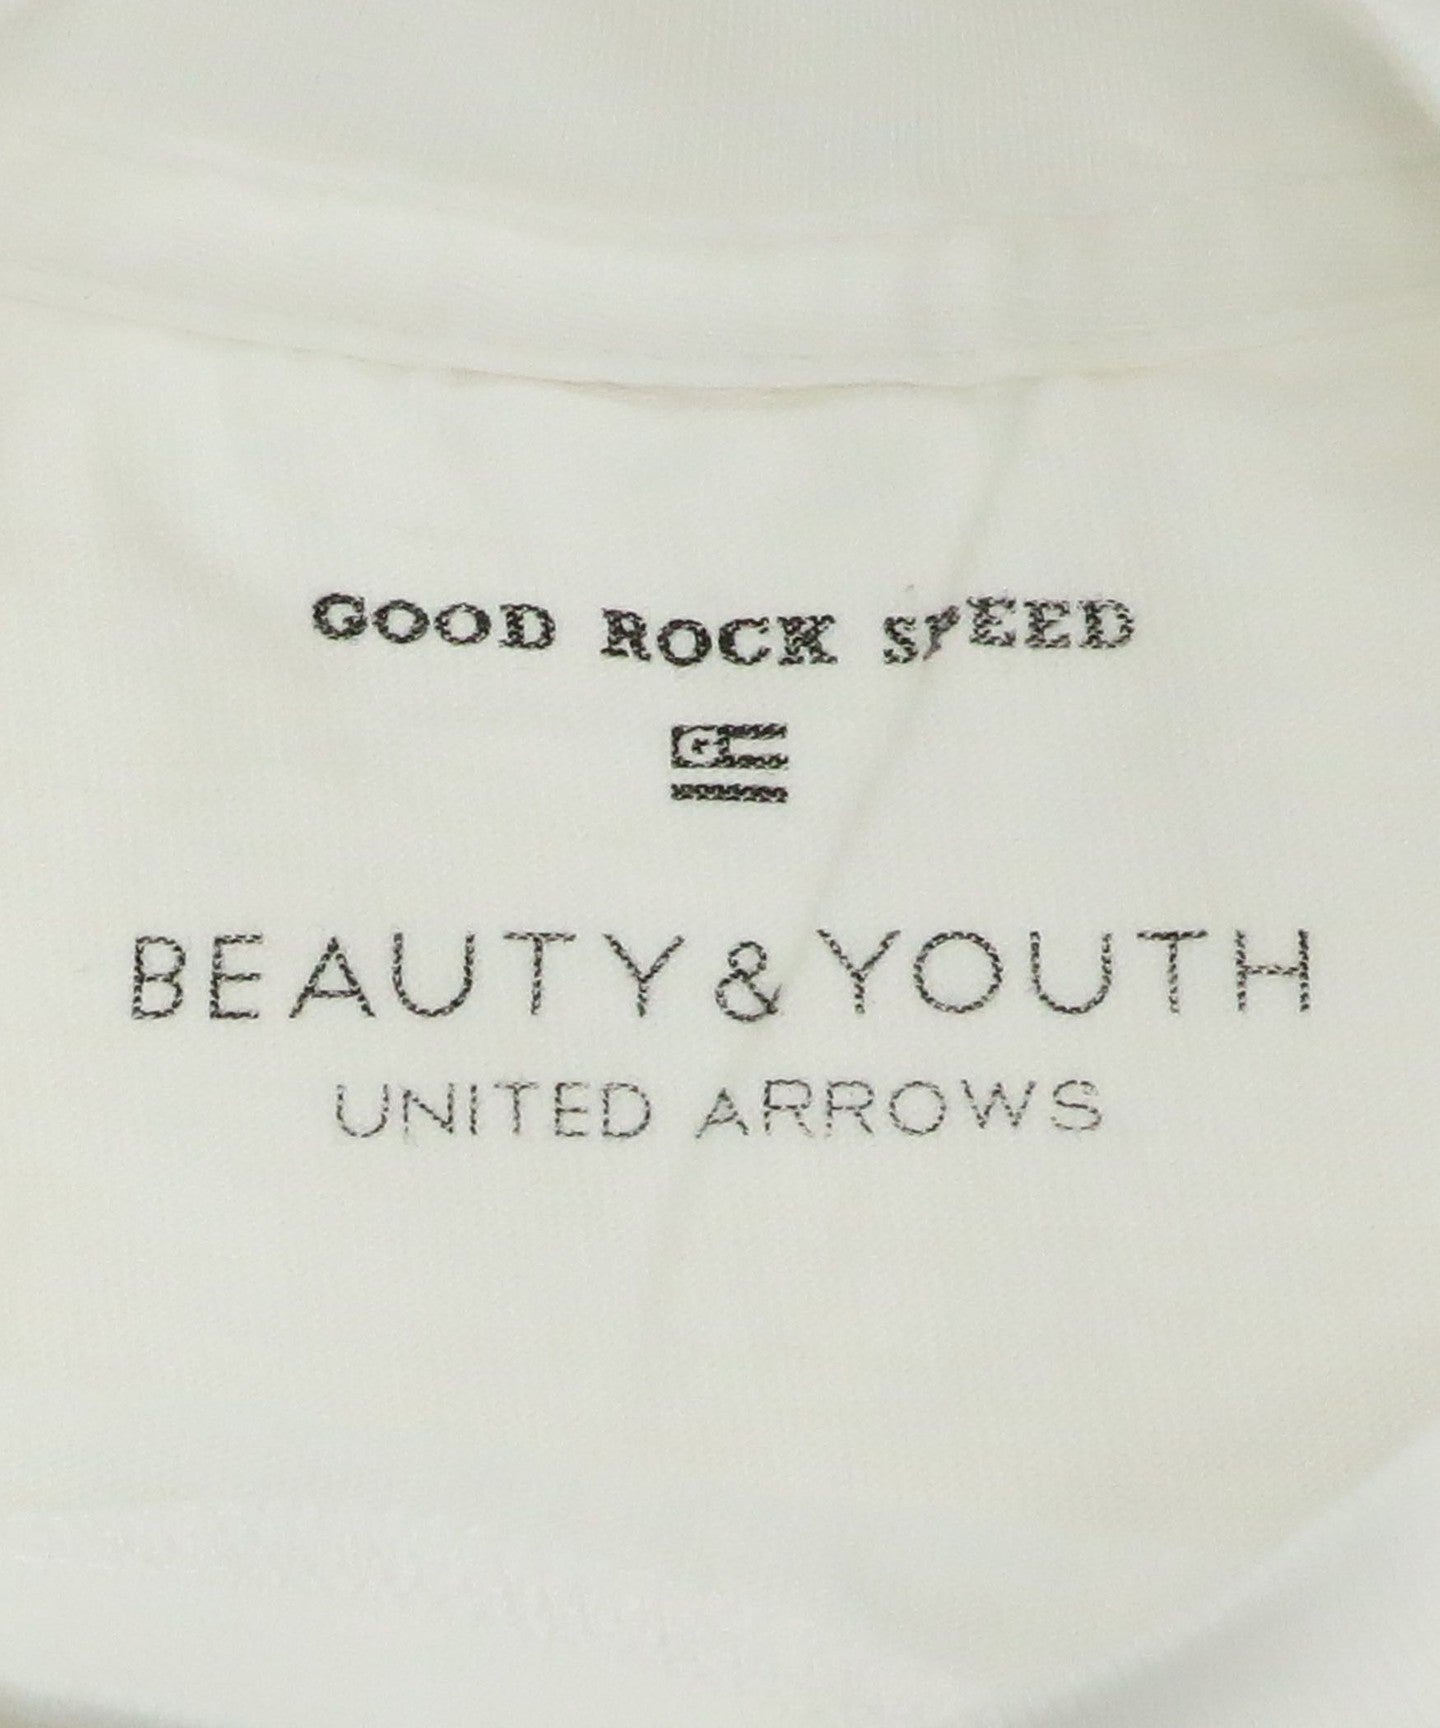 GOOD ROCK SPEED
G
BEAUTY & YOUTH
UNITED ARROWS